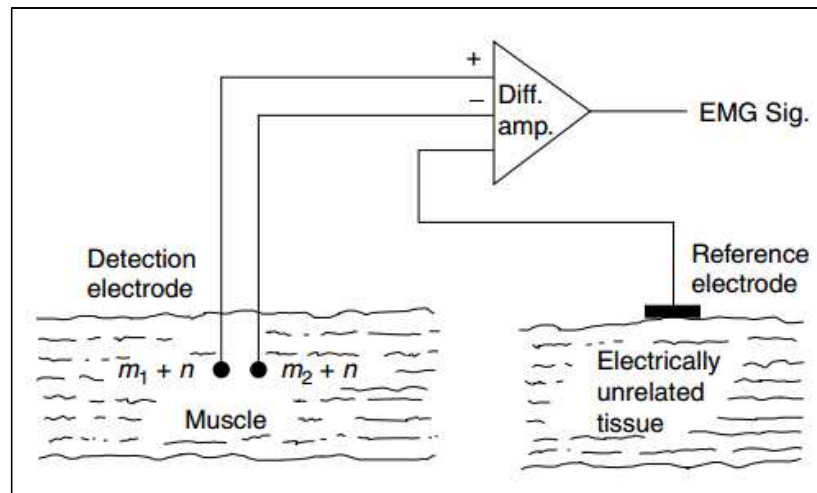 +
−
Diff.
amp.
EMG Sig.
Detection
electrode
Reference
electrode
m₁ + n
m₂ + n
Muscle
Electrically
unrelated
tissue